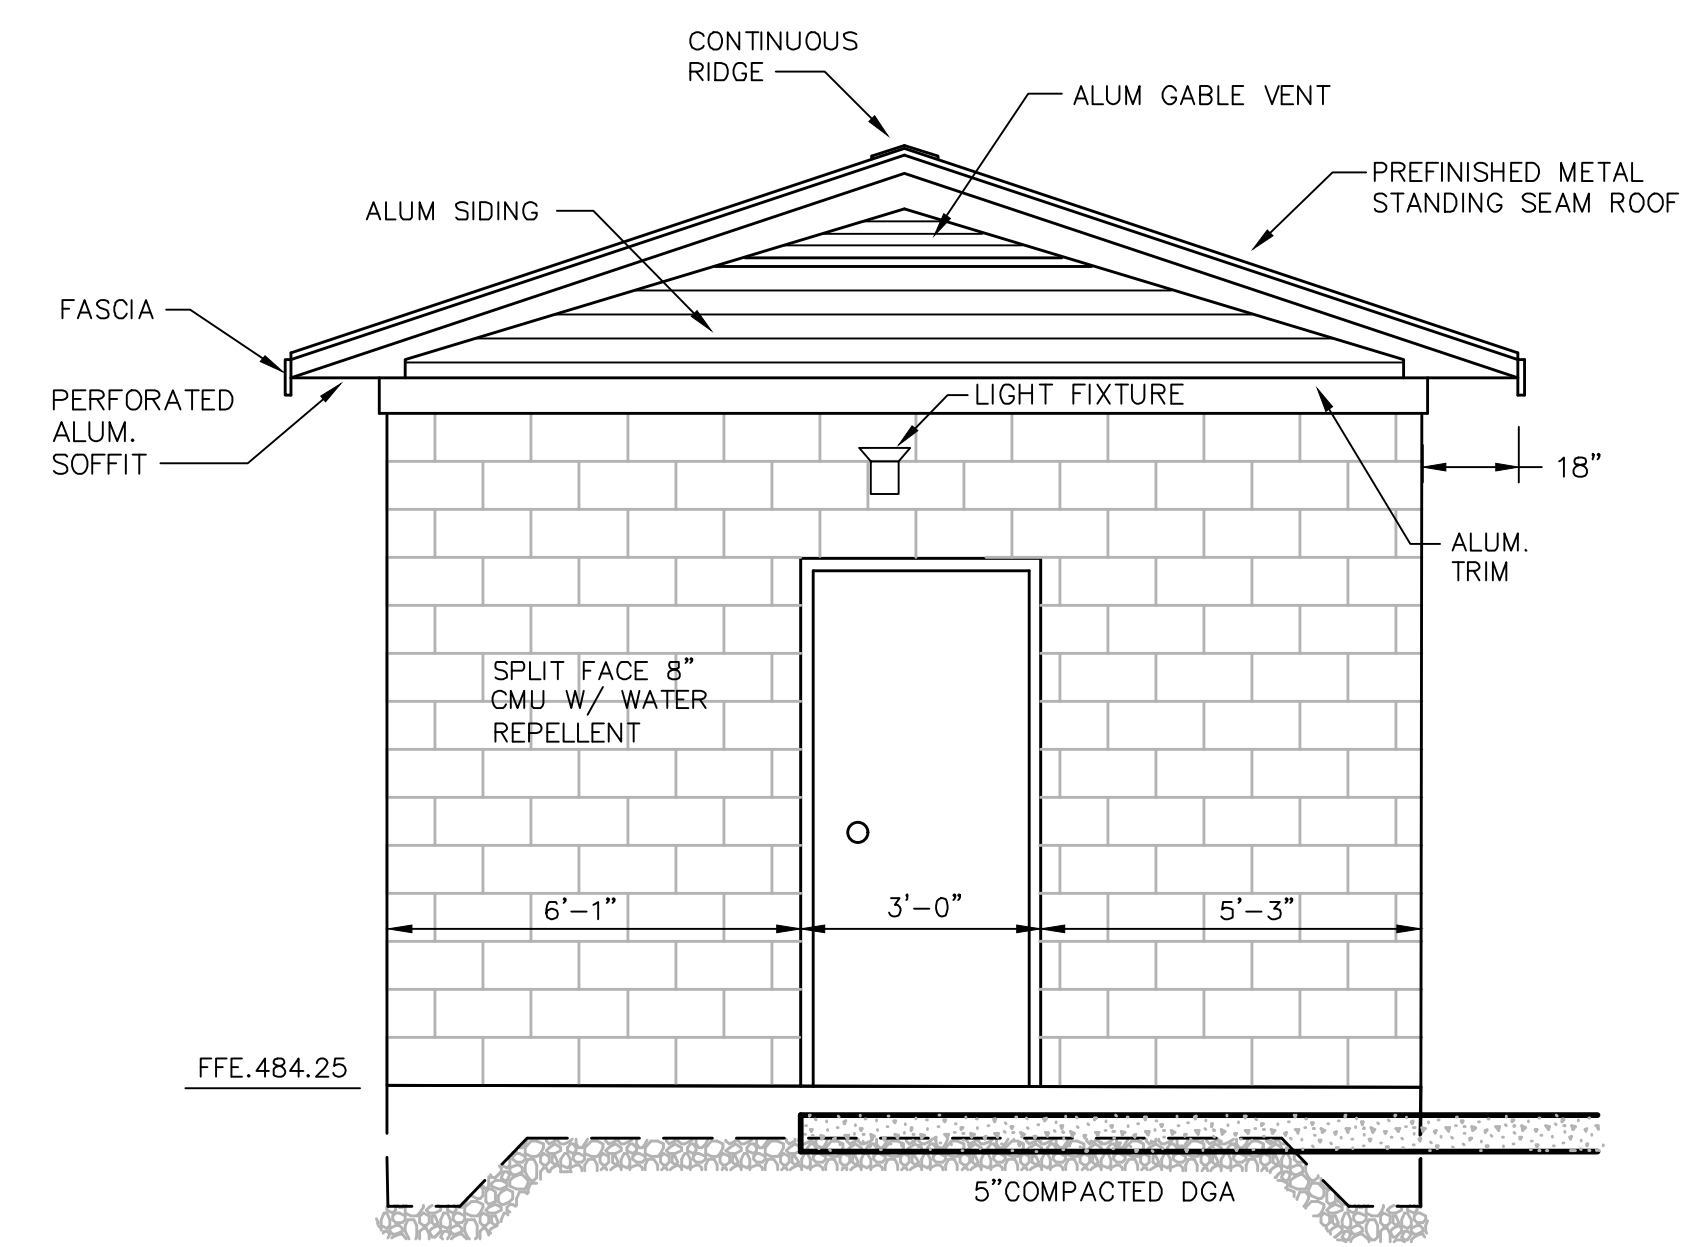 CONTINUOUS
RIDGE
ALUM GABLE VENT
PREFINISHED METAL
STANDING SEAM ROOF
ALUM SIDING
FASCIA
PERFORATED
ALUM.
SOFFIT
LIGHT FIXTURE
18”
ALUM.
TRIM
SPLIT FACE 8”
CMU W/ WATER
REPELLENT
6’-1”
3’-0”
5’-3”
FFE.484.25
5”COMPACTED DGA